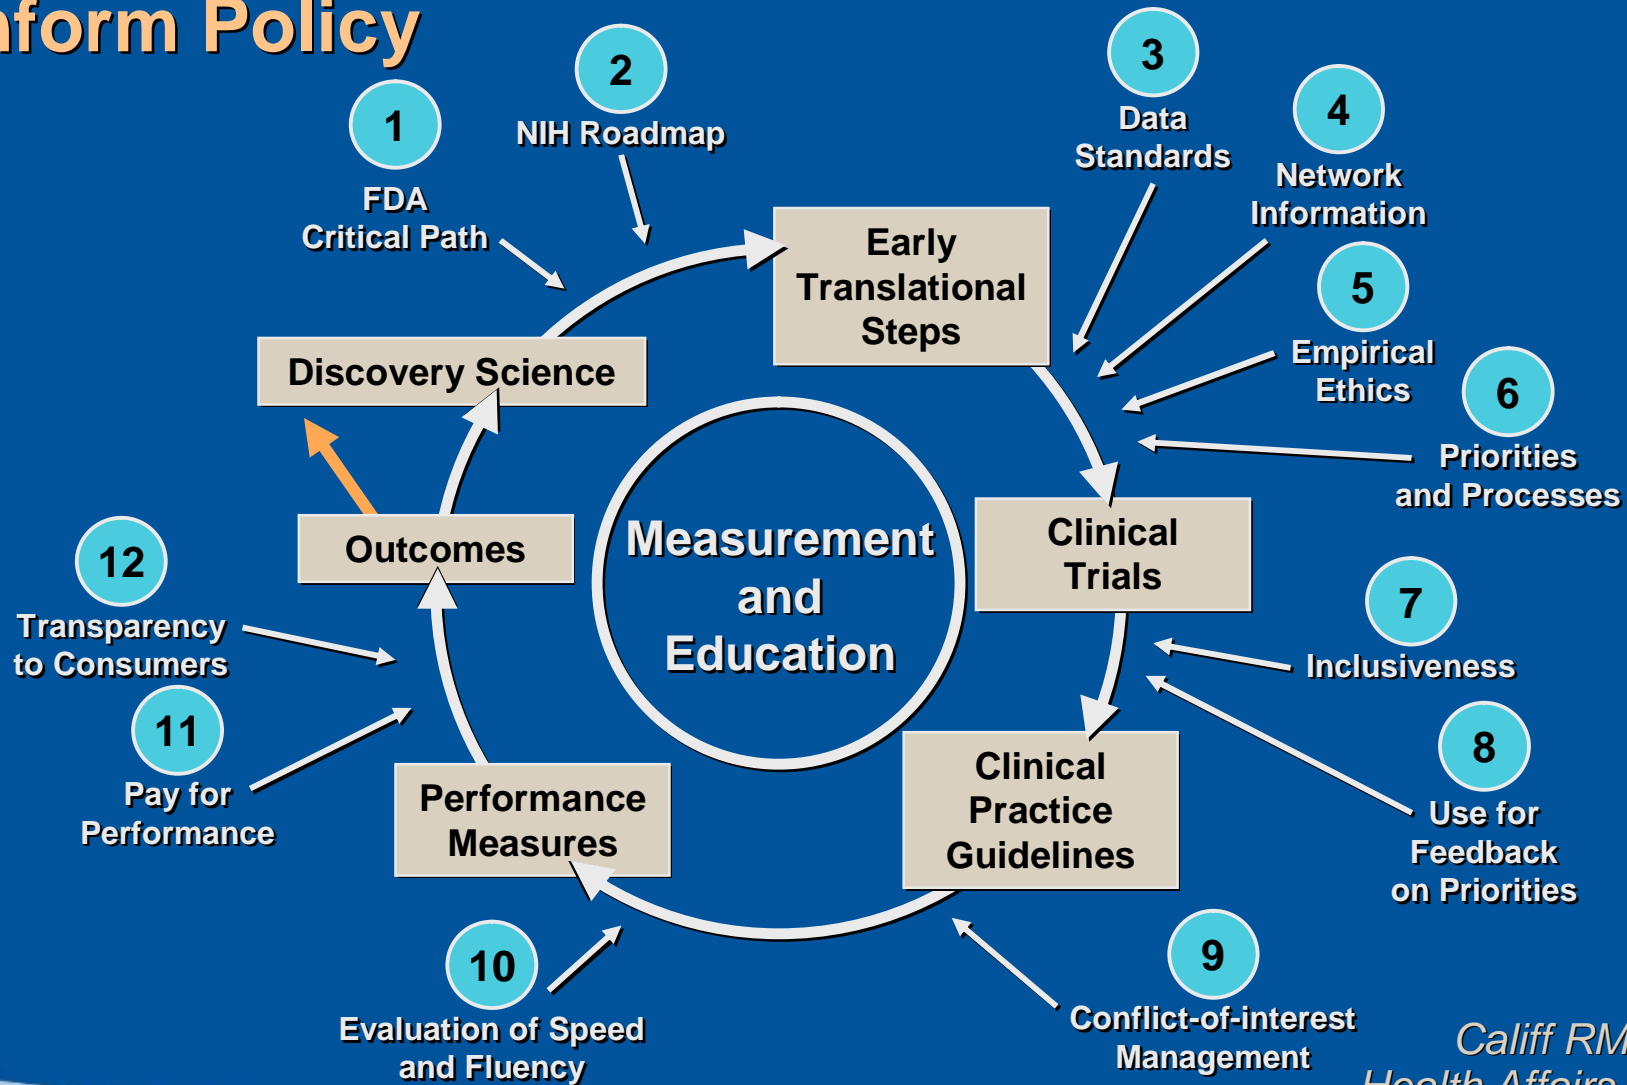 nform Policy
1
FDA
Critical Path
2
NIH Roadmap
3
Data
Standards
4
Network
Information
5
Empirical
Ethics
6
Priorities
and Processes
7
Inclusiveness
8
Use for
Feedback
on Priorities
9
Conflict-of-interest
Management
10
Evaluation of Speed
and Fluency
11
Pay for
Performance
12
Transparency
to Consumers
Early
Translational
Steps
Clinical
Trials
Clinical
Practice
Guidelines
Performance
Measures
Outcomes
Discovery Science
Measurement
and
Education
Califf RM
Health Affairs